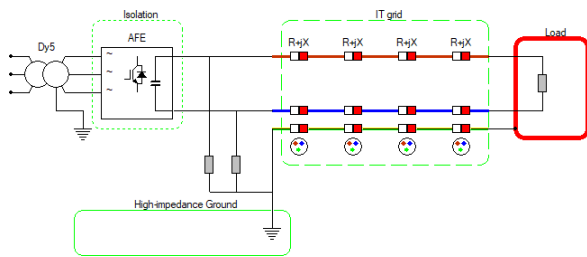 Isolation
IT grid
Dy5
AFE
R+jX
R+jX
R+jX
R+jX
Load
~
~
~
High-impedance Ground